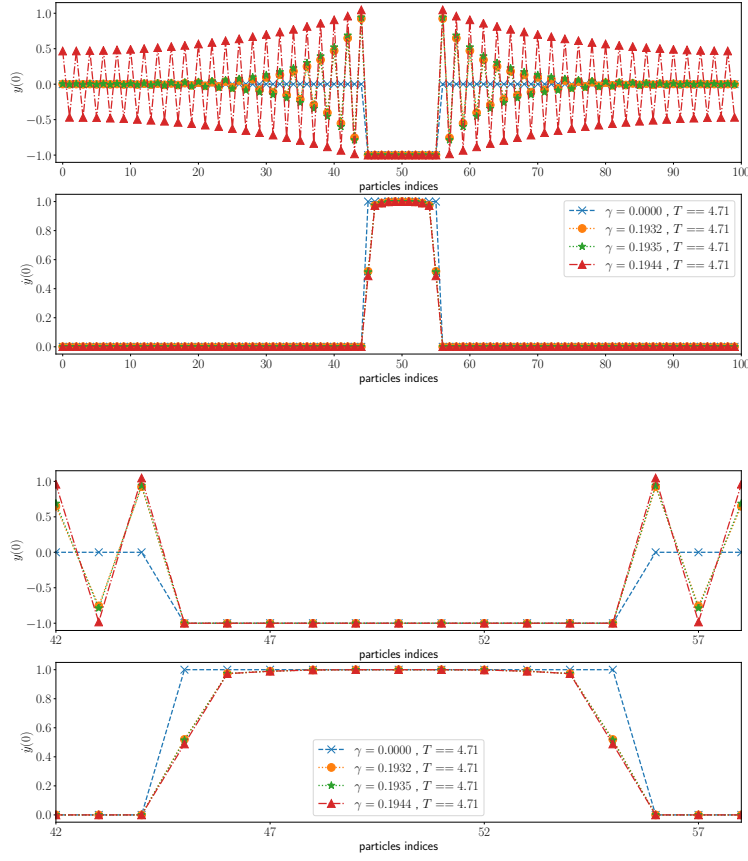 1.0
0.5
0.0
−0.5
−1.0
y(0)
0 10 20 30 40 50 60 70 80 90 100
particles indices
1.0
0.8
0.6
0.4
0.2
0.0
ẏ(0)
γ = 0.0000 , T == 4.71
γ = 0.1932 , T == 4.71
γ = 0.1935 , T == 4.71
γ = 0.1944 , T == 4.71
0 10 20 30 40 50 60 70 80 90 100
particles indices
1.0
0.5
0.0
−0.5
−1.0
y(0)
42 47 52 57
particles indices
1.0
0.8
0.6
0.4
0.2
0.0
ẏ(0)
γ = 0.0000 , T == 4.71
γ = 0.1932 , T == 4.71
γ = 0.1935 , T == 4.71
γ = 0.1944 , T == 4.71
42 47 52 57
particles indices